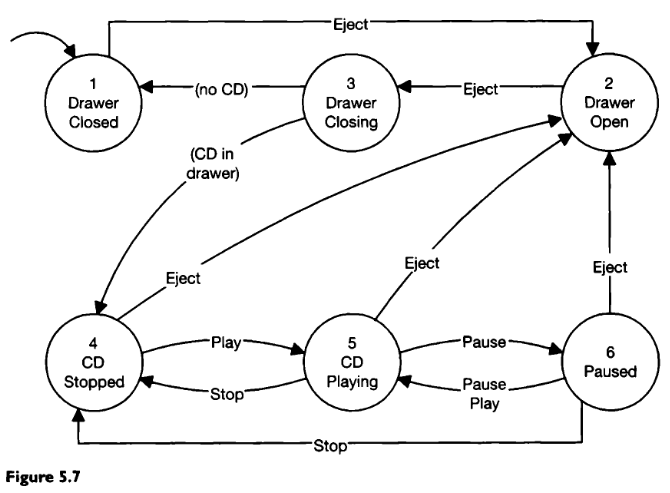 Eject
1
Drawer
Closed
(no CD)
3
Drawer
Closing
Eject
2
Drawer
Open
(CD in
drawer)
Eject
Eject
Eject
4
CD
Stopped
Play
Stop
5
CD
Playing
Pause
Pause
Play
6
Paused
Stop
Figure 5.7